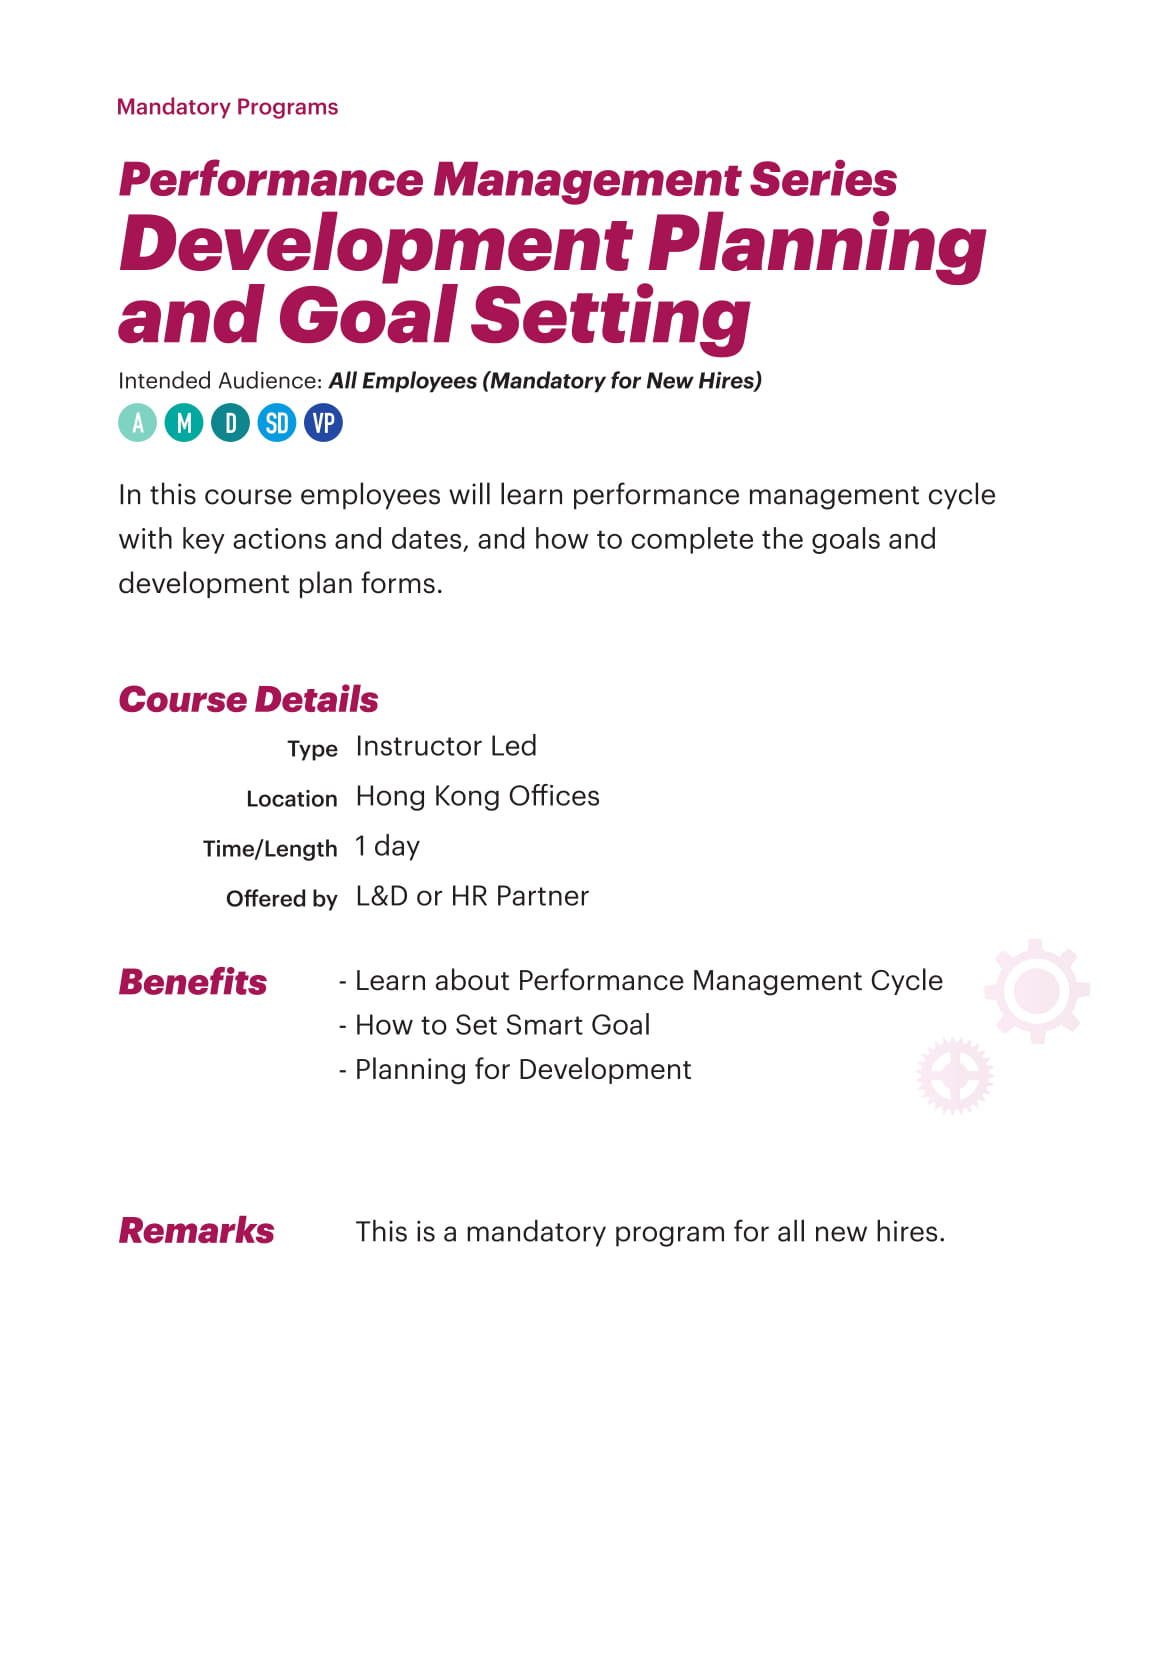 Mandatory Programs
Performance Management Series
Development Planning
and Goal Setting
Intended Audience: All Employees (Mandatory for New Hires)
A M D SD VP
In this course employees will learn performance management cycle
with key actions and dates, and how to complete the goals and
development plan forms.
Course Details
Type Instructor Led
Location Hong Kong Offices
Time/Length 1 day
Offered by L&D or HR Partner
Benefits - Learn about Performance Management Cycle
- How to Set Smart Goal
- Planning for Development
Remarks This is a mandatory program for all new hires.